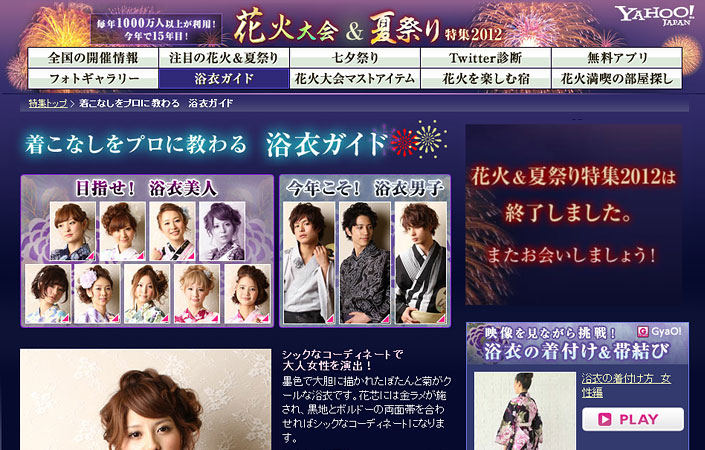 毎年1000万人以上が利用!
今年で15年目!
花火大会&夏祭り特集2012
YAHOO!
JAPAN
全国の開催情報
注目の花火&夏祭り
七夕祭り
Twitter診断
無料アプリ
フォトギャラリー
浴衣ガイド
花火大会マストアイテム
花火を楽しむ宿
花火満喫の部屋探し
特集トップ > 着こなしをプロに教わる 浴衣ガイド
着こなしをプロに教わる 浴衣ガイド
目指せ! 浴衣美人
今年こそ! 浴衣男子
花火&夏祭り特集2012は
終了しました。
またお会いしましょう!
シックなコーディネートで
大人女性を演出!
墨色で大胆に描かれたぼたんと菊がク
ールな浴衣です。花芯には金ラメが施
され、黒地とボルドーの両面帯を合わ
せればシックなコーディネートになりま
す。
映像を見ながら挑戦!
GyaO!
浴衣の着付け&帯結び
浴衣の着付け方 女
性編
PLAY